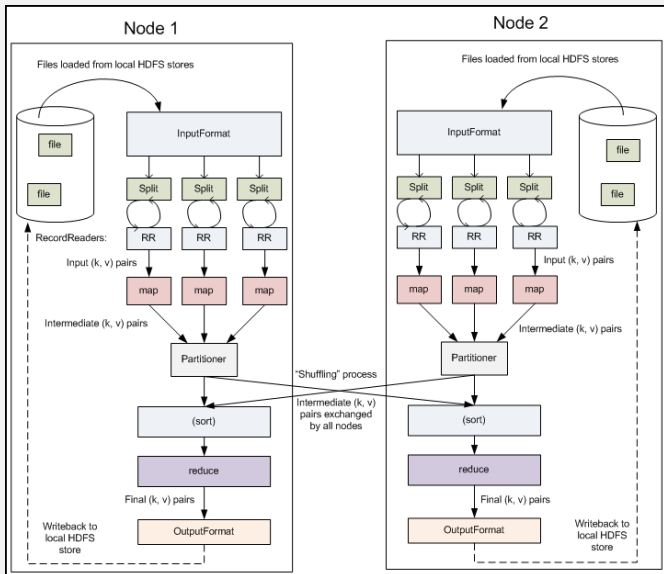 Node 1
Node 2
Files loaded from local HDFS stores
InputFormat
file
file
Split Split Split
RecordReaders:
RR RR RR
Input (k, v) pairs
map map map
Intermediate (k, v) pairs
Partitioner
(sort)
reduce
Final (k, v) pairs
OutputFormat
Writeback to
local HDFS
store
"Shuffling" process
Intermediate (k, v)
pairs exchanged
by all nodes
Files loaded from local HDFS stores
InputFormat
file
file
Split Split Split
RR RR RR
Input (k, v) pairs
map map map
Intermediate (k, v) pairs
Partitioner
(sort)
reduce
Final (k, v) pairs
OutputFormat
Writeback to
local HDFS
store